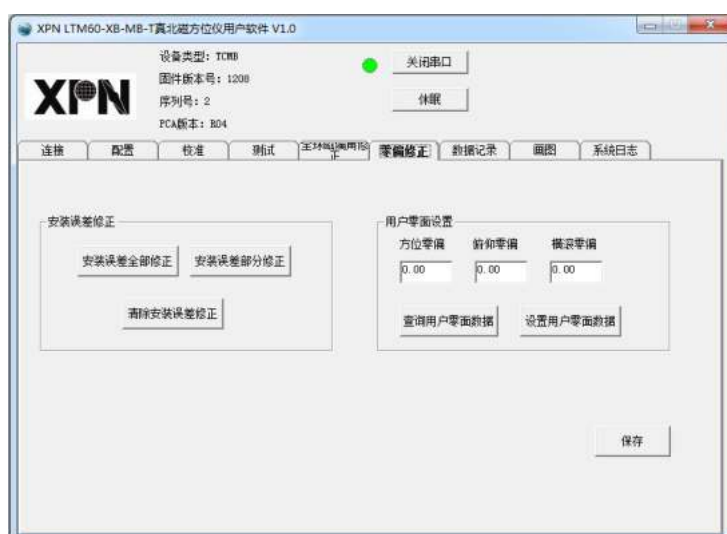 XPN LTM60-XB-MB-T真北磁方位仪用户软件 V1.0
XPN
设备类型: TCMB
固件版本号: 1208
序列号: 2
PCA版本: R04
关闭串口
休眠
连接
配置
校准
测试
零偏修正
数据记录
画图
系统日志
安装误差修正
安装误差全部修正
安装误差部分修正
清除安装误差修正
用户零面设置
方位零偏
俯仰零偏
横滚零偏
0.00
0.00
0.00
查询用户零面数据
设置用户零面数据
保存